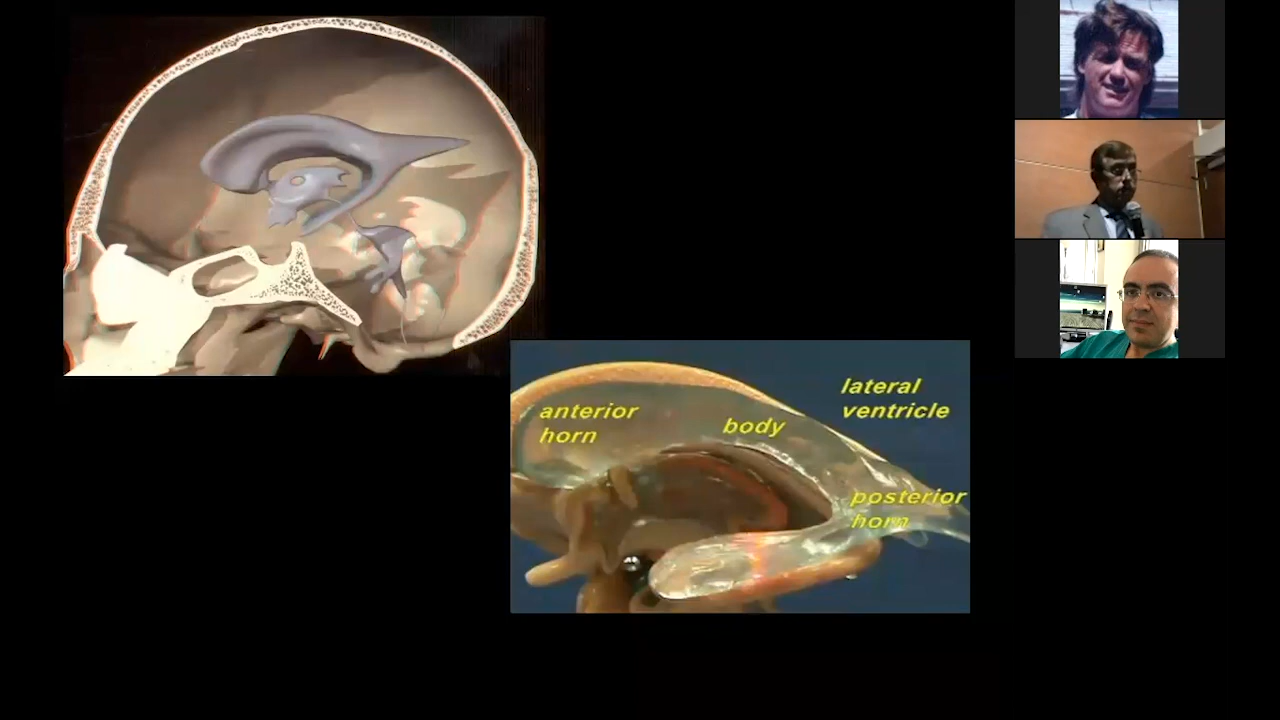 anterior
horn
body
lateral
ventricle
posterior
horn